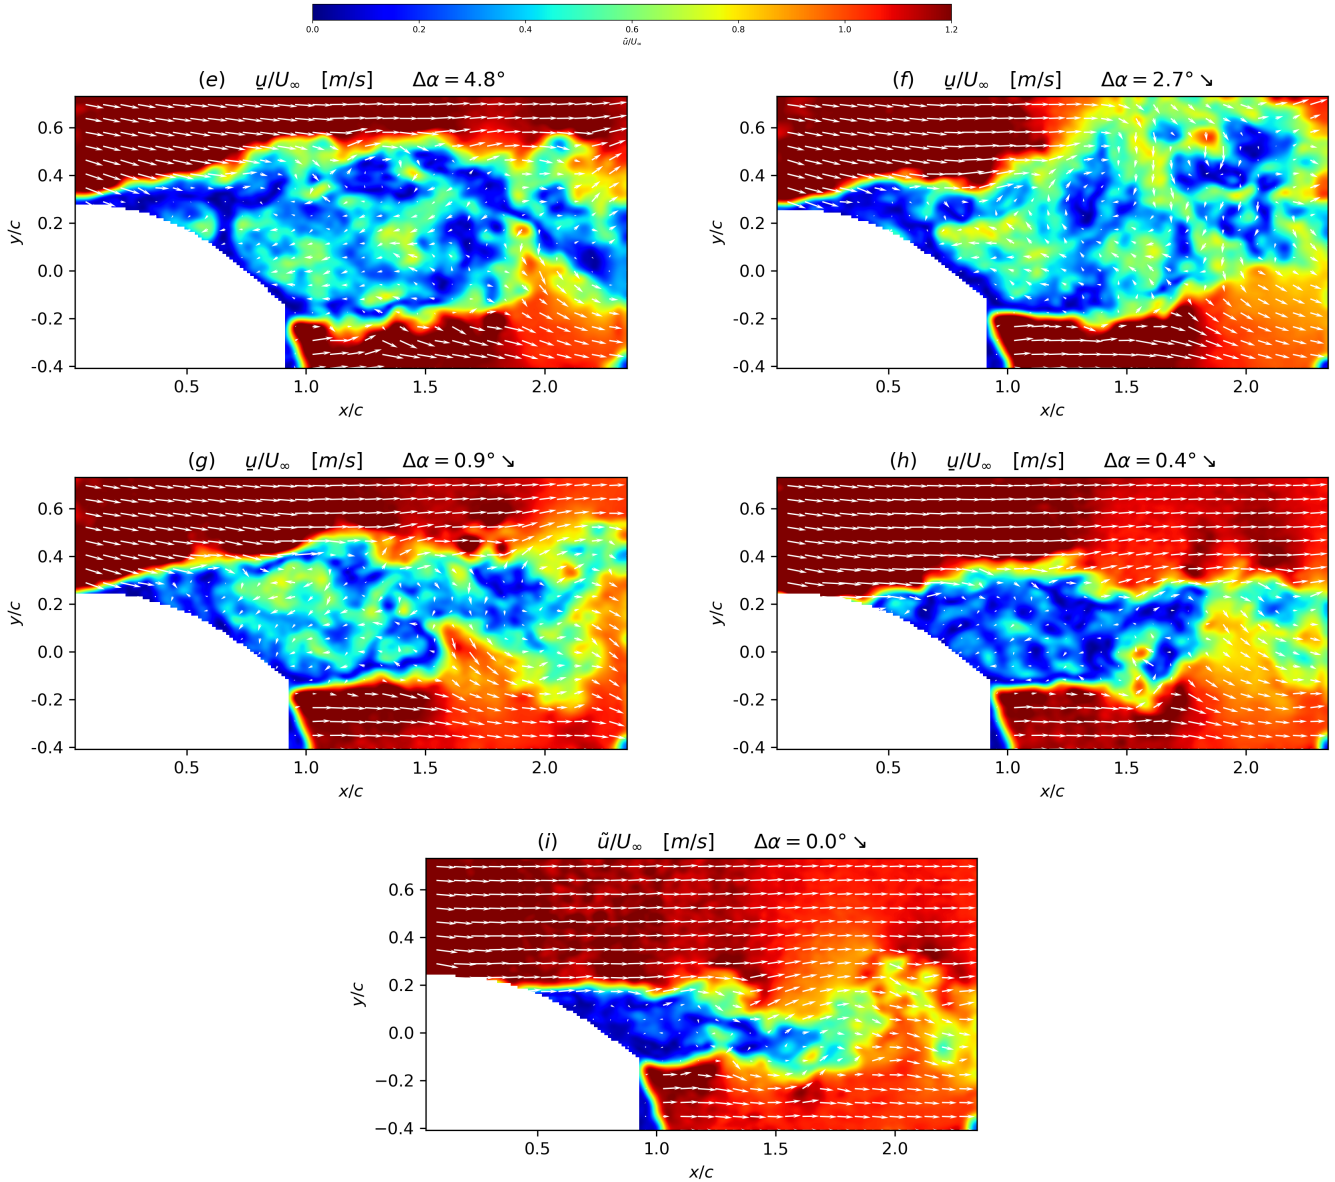 0.0 0.2 0.4 0.6 0.8 1.0 1.2
ũ/U∞
(e) u̲/U∞ [m/s] Δα = 4.8°
(f) u̲/U∞ [m/s] Δα = 2.7° ↘
0.6
0.4
0.2
0.0
-0.2
-0.4
y/c
0.5 1.0 1.5 2.0
x/c
0.6
0.4
0.2
0.0
-0.2
-0.4
y/c
0.5 1.0 1.5 2.0
x/c
(g) u̲/U∞ [m/s] Δα = 0.9° ↘
(h) u̲/U∞ [m/s] Δα = 0.4° ↘
0.6
0.4
0.2
0.0
-0.2
-0.4
y/c
0.5 1.0 1.5 2.0
x/c
0.6
0.4
0.2
0.0
-0.2
-0.4
y/c
0.5 1.0 1.5 2.0
x/c
(i) ũ/U∞ [m/s] Δα = 0.0° ↘
0.6
0.4
0.2
0.0
−0.2
−0.4
y/c
0.5 1.0 1.5 2.0
x/c